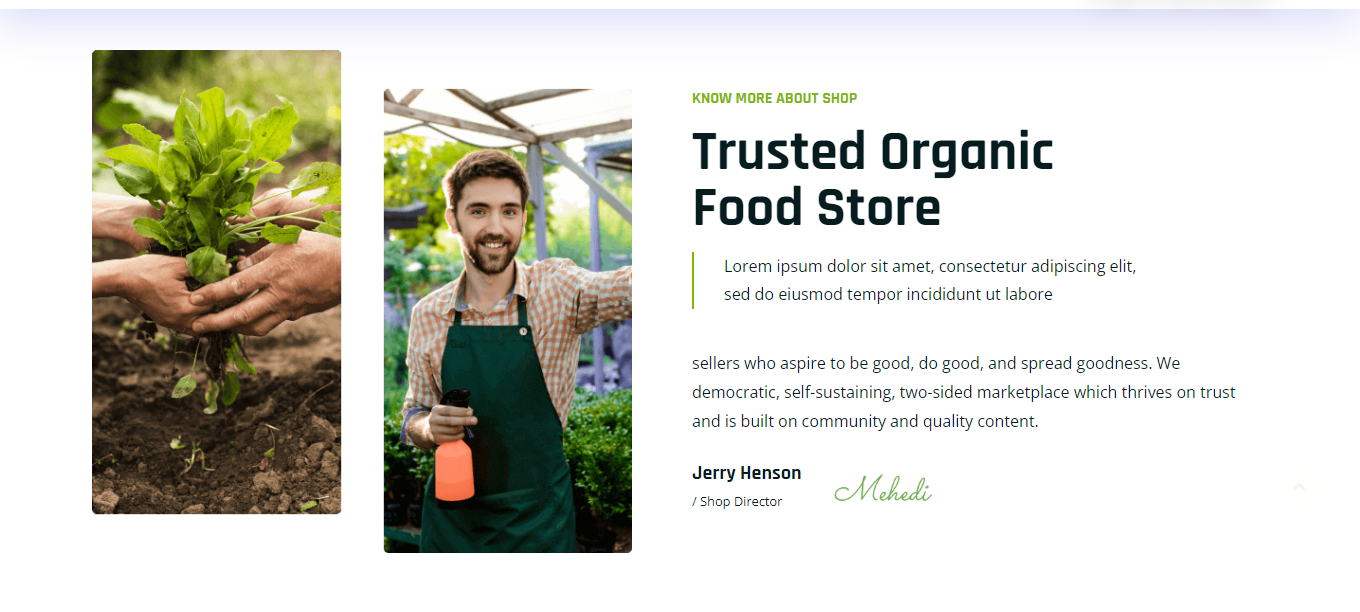 KNOW MORE ABOUT SHOP
Trusted Organic
Food Store
Lorem ipsum dolor sit amet, consectetur adipiscing elit,
sed do eiusmod tempor incididunt ut labore
sellers who aspire to be good, do good, and spread goodness. We
democratic, self-sustaining, two-sided marketplace which thrives on trust
and is built on community and quality content.
Jerry Henson
/ Shop Director
Mehedi